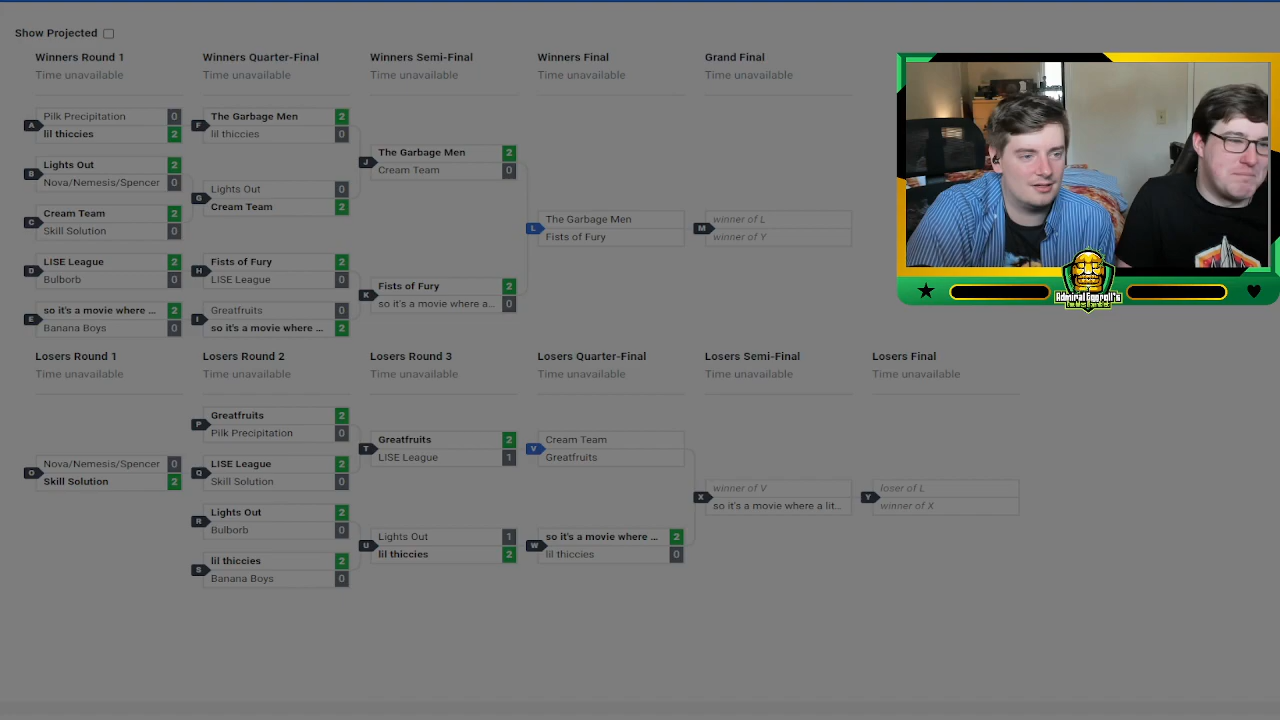 Show Projected
Winners Round 1
Time unavailable
Winners Quarter-Final
Time unavailable
Winners Semi-Final
Time unavailable
Winners Final
Time unavailable
Grand Final
Time unavailable
A
Pilk Precipitation 0
lil thiccies 2
B
Lights Out 2
Nova/Nemesis/Spencer 0
C
Cream Team 2
Skill Solution 0
D
LISE League 2
Bulborb 0
E
so it's a movie where ... 2
Banana Boys 0
F
The Garbage Men 2
lil thiccies 0
G
Lights Out 0
Cream Team 2
H
Fists of Fury 2
LISE League 0
I
Greatfruits 0
so it's a movie where ... 2
J
The Garbage Men 2
Cream Team 0
K
Fists of Fury 2
so it's a movie where a... 0
L
The Garbage Men
Fists of Fury
M
winner of L
winner of Y
Losers Round 1
Time unavailable
Losers Round 2
Time unavailable
Losers Round 3
Time unavailable
Losers Quarter-Final
Time unavailable
Losers Semi-Final
Time unavailable
Losers Final
Time unavailable
O
Nova/Nemesis/Spencer 0
Skill Solution 2
P
Greatfruits 2
Pilk Precipitation 0
Q
LISE League 2
Skill Solution 0
R
Lights Out 2
Bulborb 0
S
lil thiccies 2
Banana Boys 0
T
Greatfruits 2
LISE League 1
U
Lights Out 1
lil thiccies 2
V
Cream Team
Greatfruits
W
so it's a movie where ... 2
lil thiccies 0
X
winner of V
so it's a movie where a lit...
Y
loser of L
winner of X
Admiral Eggroll's